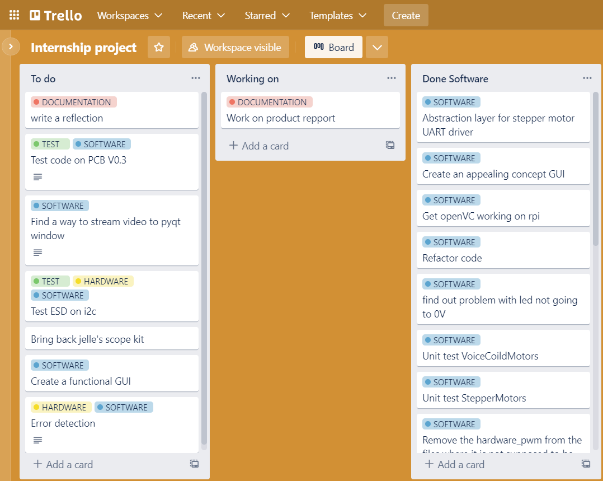 Trello
Workspaces
Recent
Starred
Templates
Create
Internship project
Workspace visible
Board
To do
DOCUMENTATION
write a reflection
TEST SOFTWARE
Test code on PCB V0.3
SOFTWARE
Find a way to stream video to pyqt
window
TEST HARDWARE
SOFTWARE
Test ESD on i2c
Bring back jelle's scope kit
SOFTWARE
Create a functional GUI
HARDWARE SOFTWARE
Error detection
+ Add a card
Working on
DOCUMENTATION
Work on product repport
+ Add a card
Done Software
SOFTWARE
Abstraction layer for stepper motor
UART driver
SOFTWARE
Create an appealing concept GUI
SOFTWARE
Get openVC working on rpi
SOFTWARE
Refactor code
SOFTWARE
find out problem with led not going
to 0V
SOFTWARE
Unit test VoiceCoildMotors
SOFTWARE
Unit test StepperMotors
SOFTWARE
Remove the hardware_pwm from the
files where it is not supposed to be
+ Add a card